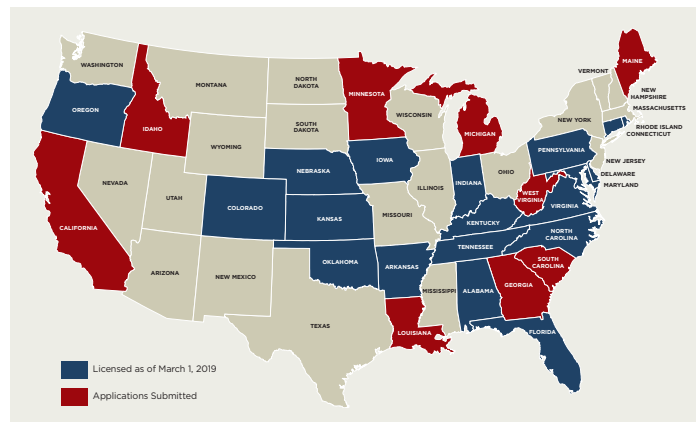 WASHINGTON
MONTANA
NORTH
DAKOTA
MINNESOTA
VERMONT
MAINE
NEW
HAMPSHIRE
MASSACHUSETTS
OREGON
IDAHO
SOUTH
DAKOTA
WISCONSIN
MICHIGAN
NEW YORK
RHODE ISLAND
CONNECTICUT
WYOMING
NEBRASKA
IOWA
PENNSYLVANIA
NEW JERSEY
NEVADA
UTAH
ILLINOIS
INDIANA
OHIO
DELAWARE
MARYLAND
CALIFORNIA
COLORADO
KANSAS
MISSOURI
WEST
VIRGINIA
VIRGINIA
KENTUCKY
ARIZONA
NEW MEXICO
OKLAHOMA
ARKANSAS
TENNESSEE
NORTH
CAROLINA
SOUTH
CAROLINA
TEXAS
LOUISIANA
MISSISSIPPI
ALABAMA
GEORGIA
FLORIDA
Licensed as of March 1, 2019
Applications Submitted